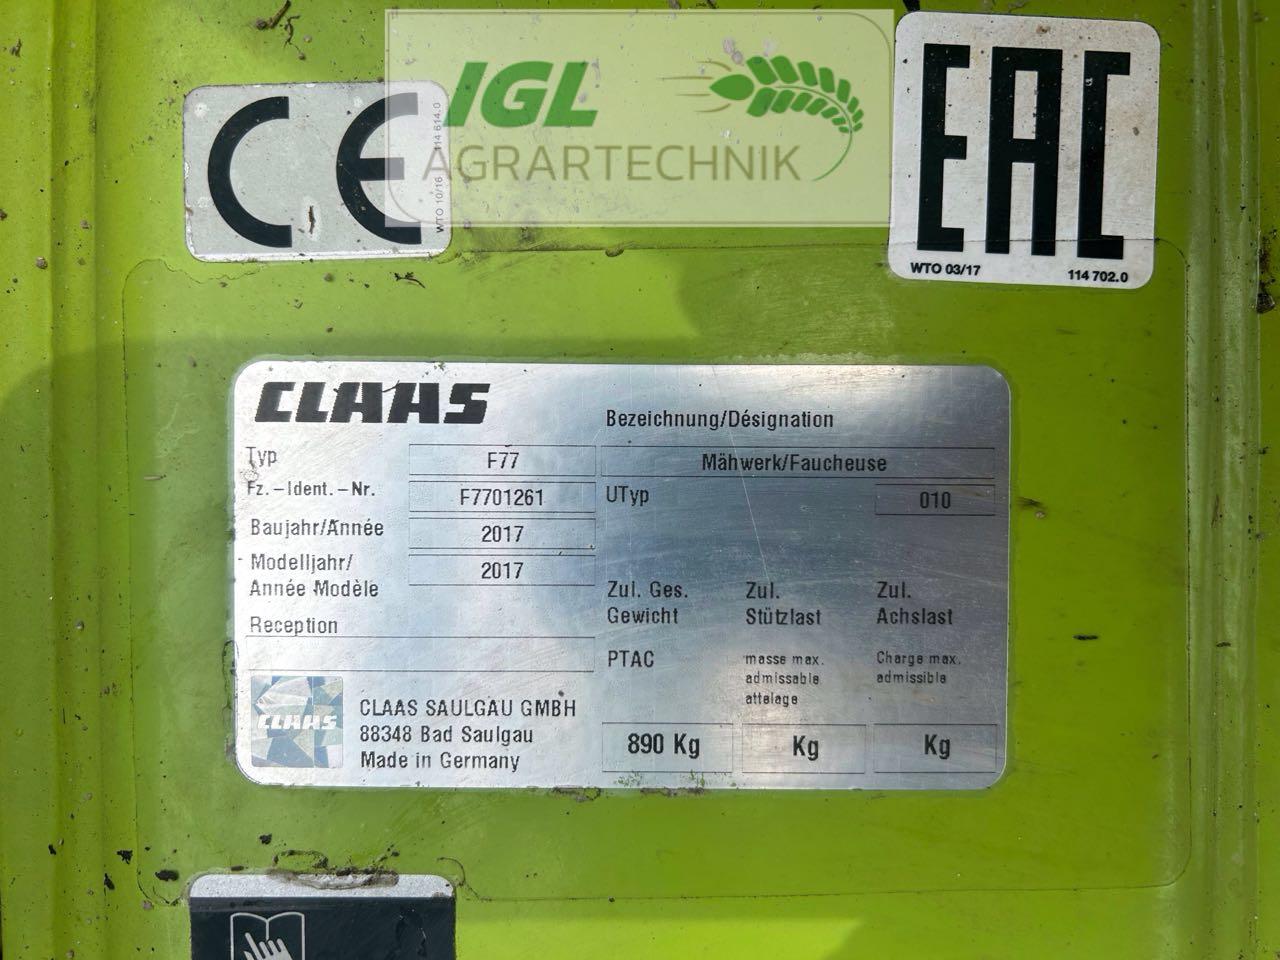 IGL
AGRARTECHNIK
CE
WTO 10/16 114 614.0
EAC
WTO 03/17 114 702.0
CLAAS
Bezeichnung/Désignation
Typ F77 Mähwerk/Faucheuse
Fz.-Ident.-Nr. F7701261 UTyp 010
Baujahr/Année 2017
Modelljahr/
Année Modèle 2017
Zul. Ges. Zul. Zul.
Gewicht Stützlast Achslast
Reception
PTAC masse max. Charge max.
admissable admissible
attelage
CLAAS
CLAAS SAULGAU GMBH
88348 Bad Saulgau
Made in Germany
890 Kg Kg Kg